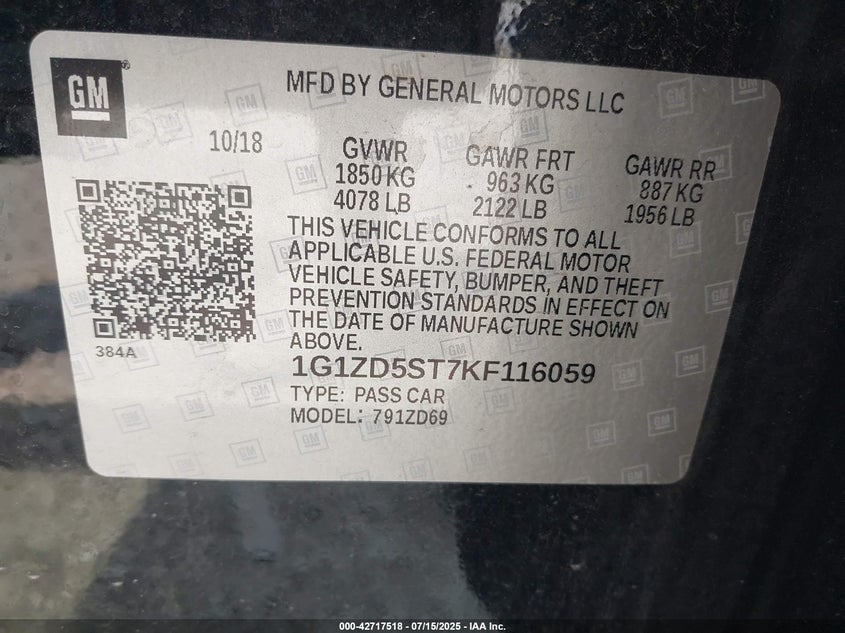 GM
MFD BY GENERAL MOTORS LLC
10/18
GVWR
1850 KG
4078 LB
GAWR FRT
963 KG
2122 LB
GAWR RR
887 KG
1956 LB
THIS VEHICLE CONFORMS TO ALL
APPLICABLE U.S. FEDERAL MOTOR
VEHICLE SAFETY, BUMPER, AND THEFT
PREVENTION STANDARDS IN EFFECT ON
THE DATE OF MANUFACTURE SHOWN
ABOVE.
384A
1G1ZD5ST7KF116059
TYPE: PASS CAR
MODEL: 791ZD69
000-42717518 - 07/15/2025 - IAA Inc.